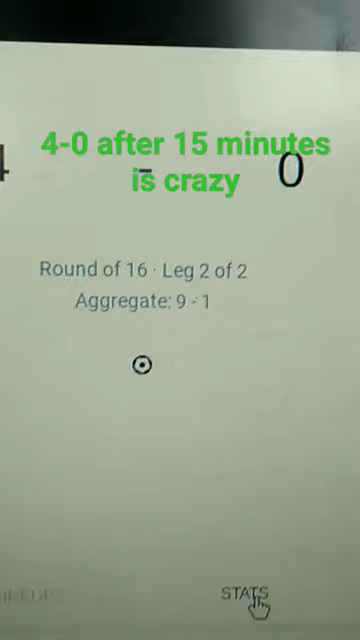 4-0 after 15 minutes
is crazy
4 - 0
Round of 16 · Leg 2 of 2
Aggregate: 9 - 1
STATS